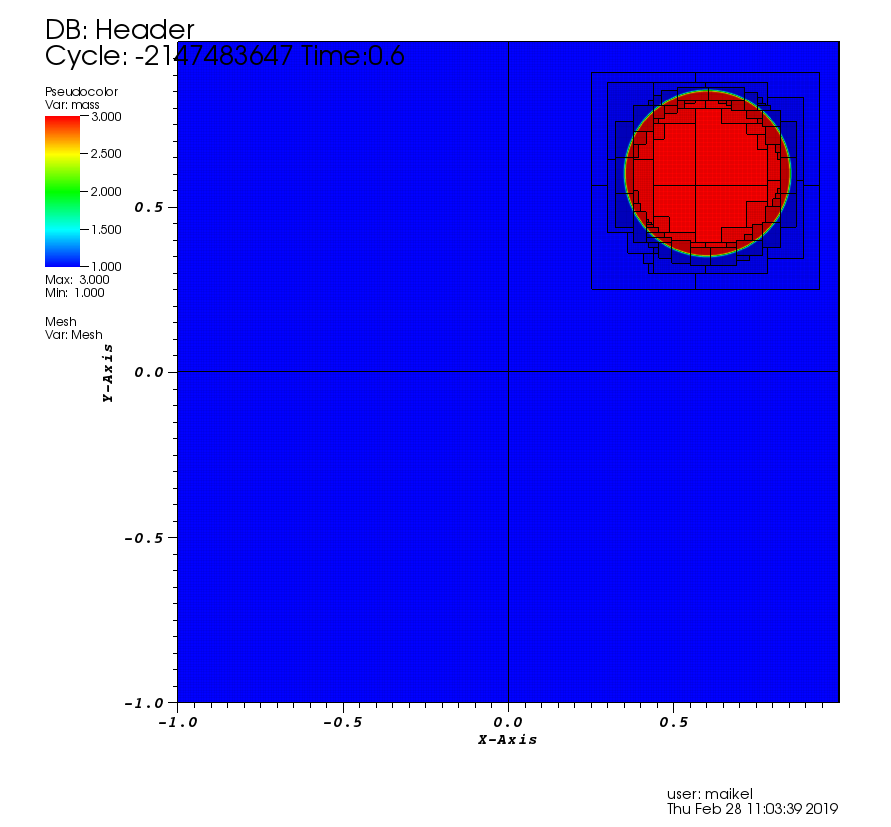 DB: Header
Cycle: -2147483647 Time:0.6
Pseudocolor
Var: mass
3.000
2.500
2.000
1.500
1.000
Max: 3.000
Min: 1.000
Mesh
Var: Mesh
Y-Axis
0.5
0.0
-0.5
-1.0
-1.0 -0.5 0.0 0.5
X-Axis
user: maikel
Thu Feb 28 11:03:39 2019